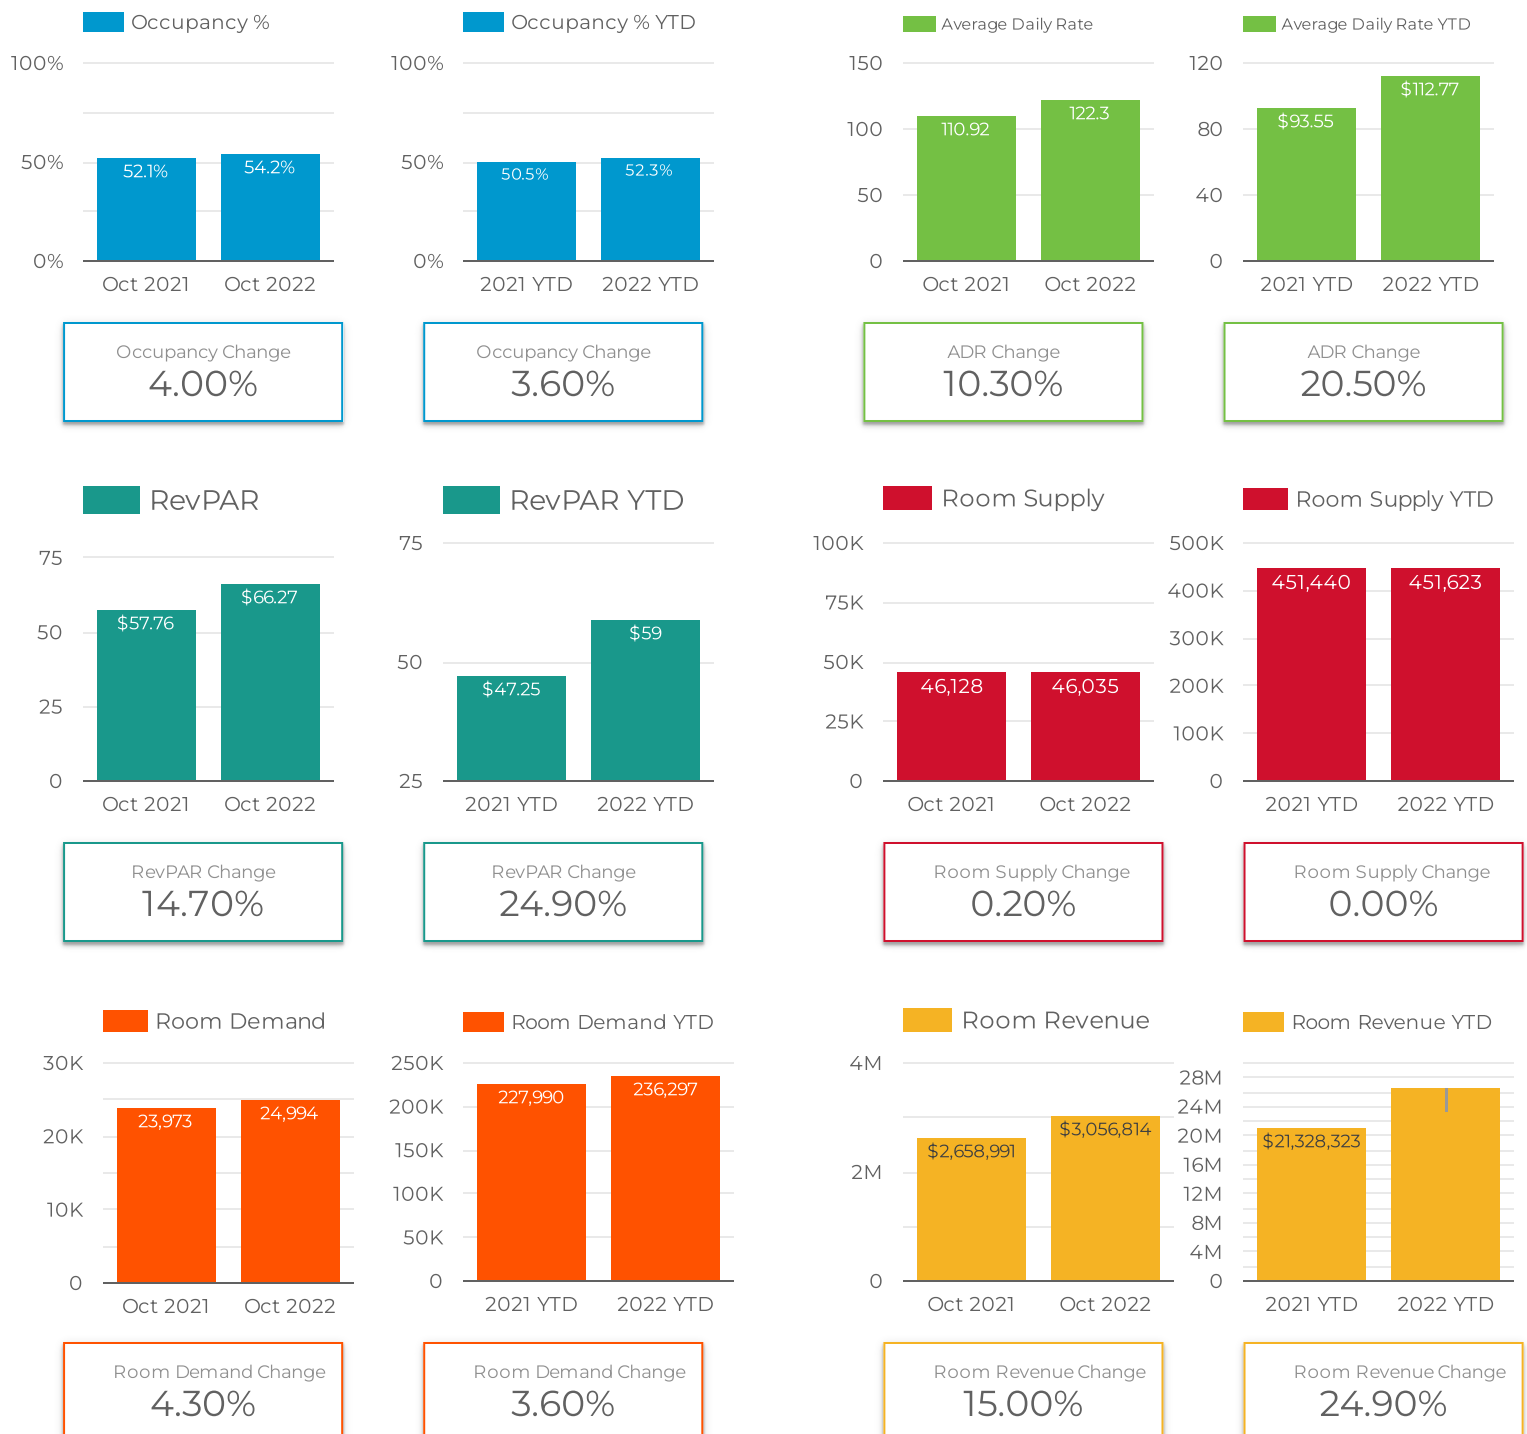 Occupancy %
100%
50%
0%
52.1%
54.2%
Oct 2021
Oct 2022
Occupancy Change
4.00%
Occupancy % YTD
100%
50%
0%
50.5%
52.3%
2021 YTD
2022 YTD
Occupancy Change
3.60%
Average Daily Rate
150
100
50
0
110.92
122.3
Oct 2021
Oct 2022
ADR Change
10.30%
Average Daily Rate YTD
120
80
40
0
$93.55
$112.77
2021 YTD
2022 YTD
ADR Change
20.50%
RevPAR
75
50
25
0
$57.76
$66.27
Oct 2021
Oct 2022
RevPAR Change
14.70%
RevPAR YTD
75
50
25
$47.25
$59
2021 YTD
2022 YTD
RevPAR Change
24.90%
Room Supply
100K
75K
50K
25K
0
46,128
46,035
Oct 2021
Oct 2022
Room Supply Change
0.20%
Room Supply YTD
500K
400K
300K
200K
100K
0
451,440
451,623
2021 YTD
2022 YTD
Room Supply Change
0.00%
Room Demand
30K
20K
10K
0
23,973
24,994
Oct 2021
Oct 2022
Room Demand Change
4.30%
Room Demand YTD
250K
200K
150K
100K
50K
0
227,990
236,297
2021 YTD
2022 YTD
Room Demand Change
3.60%
Room Revenue
4M
2M
0
$2,658,991
$3,056,814
Oct 2021
Oct 2022
Room Revenue Change
15.00%
Room Revenue YTD
28M
24M
20M
16M
12M
8M
4M
0
$21,328,323
2021 YTD
2022 YTD
Room Revenue Change
24.90%